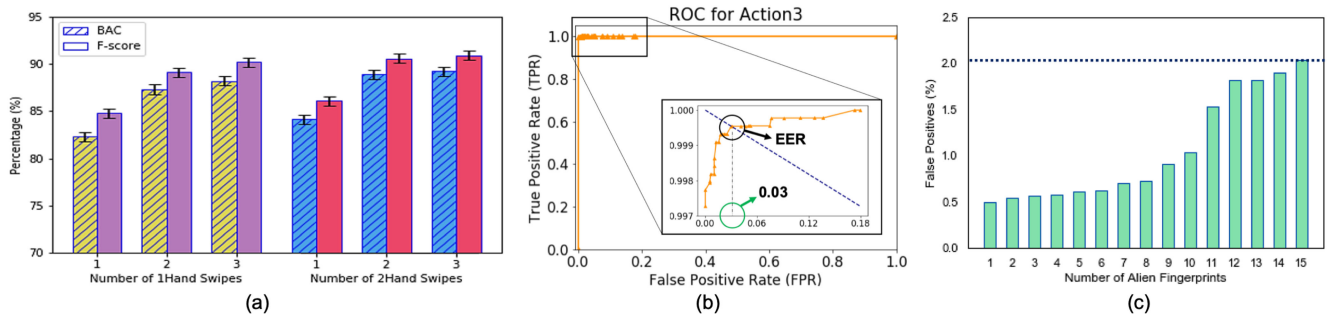 95
90
85
80
75
70
Percentage (%)
BAC
F-score
1 2 3 1 2 3
Number of 1Hand Swipes Number of 2Hand Swipes
(a)
ROC for Action3
True Positive Rate (TPR)
1.0
0.8
0.6
0.4
0.2
0.0
0.0 0.2 0.4 0.6 0.8 1.0
False Positive Rate (FPR)
1.000
0.999
0.998
0.997
0.00 0.06 0.12 0.18
EER
0.03
(b)
False Positives (%)
2.5
2.0
1.5
1.0
0.5
0.0
1 2 3 4 5 6 7 8 9 10 11 12 13 14 15
Number of Alien Fingerprints
(c)